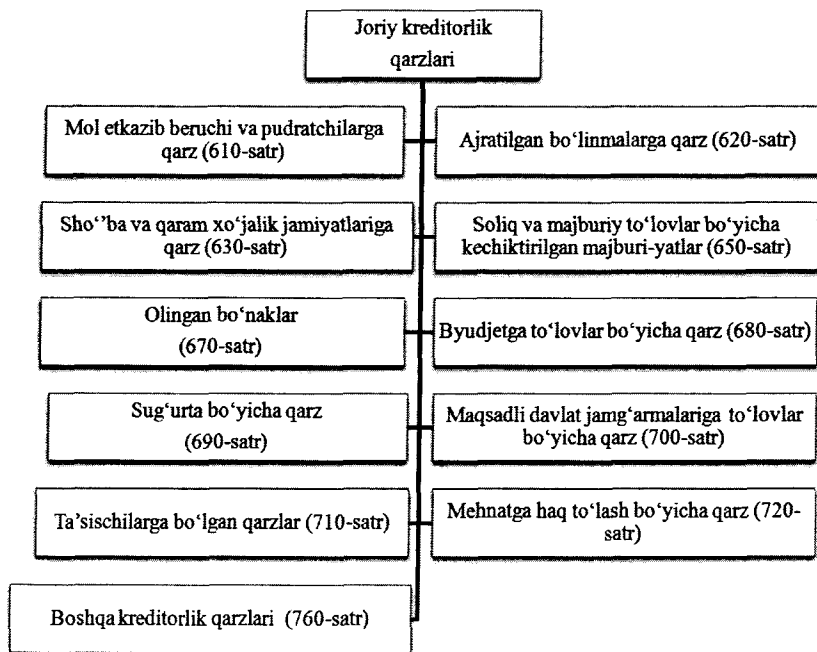 Joriy kreditorlik
qarzlari
Mol etkazib beruchi va pudratchilarga
qarz (610-satr)
Ajratilgan bo‘linmalarga qarz (620-satr)
Sho‘’ba va qaram xo‘jalik jamiyatlariga
qarz (630-satr)
Soliq va majburiy to‘lovlar bo‘yicha
kechiktirilgan majburi-yatlar (650-satr)
Olingan bo‘naklar
(670-satr)
Byudjetga to‘lovlar bo‘yicha qarz (680-satr)
Sug‘urta bo‘yicha qarz
(690-satr)
Maqsadli davlat jamg‘armalariga to‘lovlar
bo‘yicha qarz (700-satr)
Ta’sischilarga bo‘lgan qarzlar (710-satr)
Mehnatga haq to‘lash bo‘yicha qarz (720-
satr)
Boshqa kreditorlik qarzlari (760-satr)